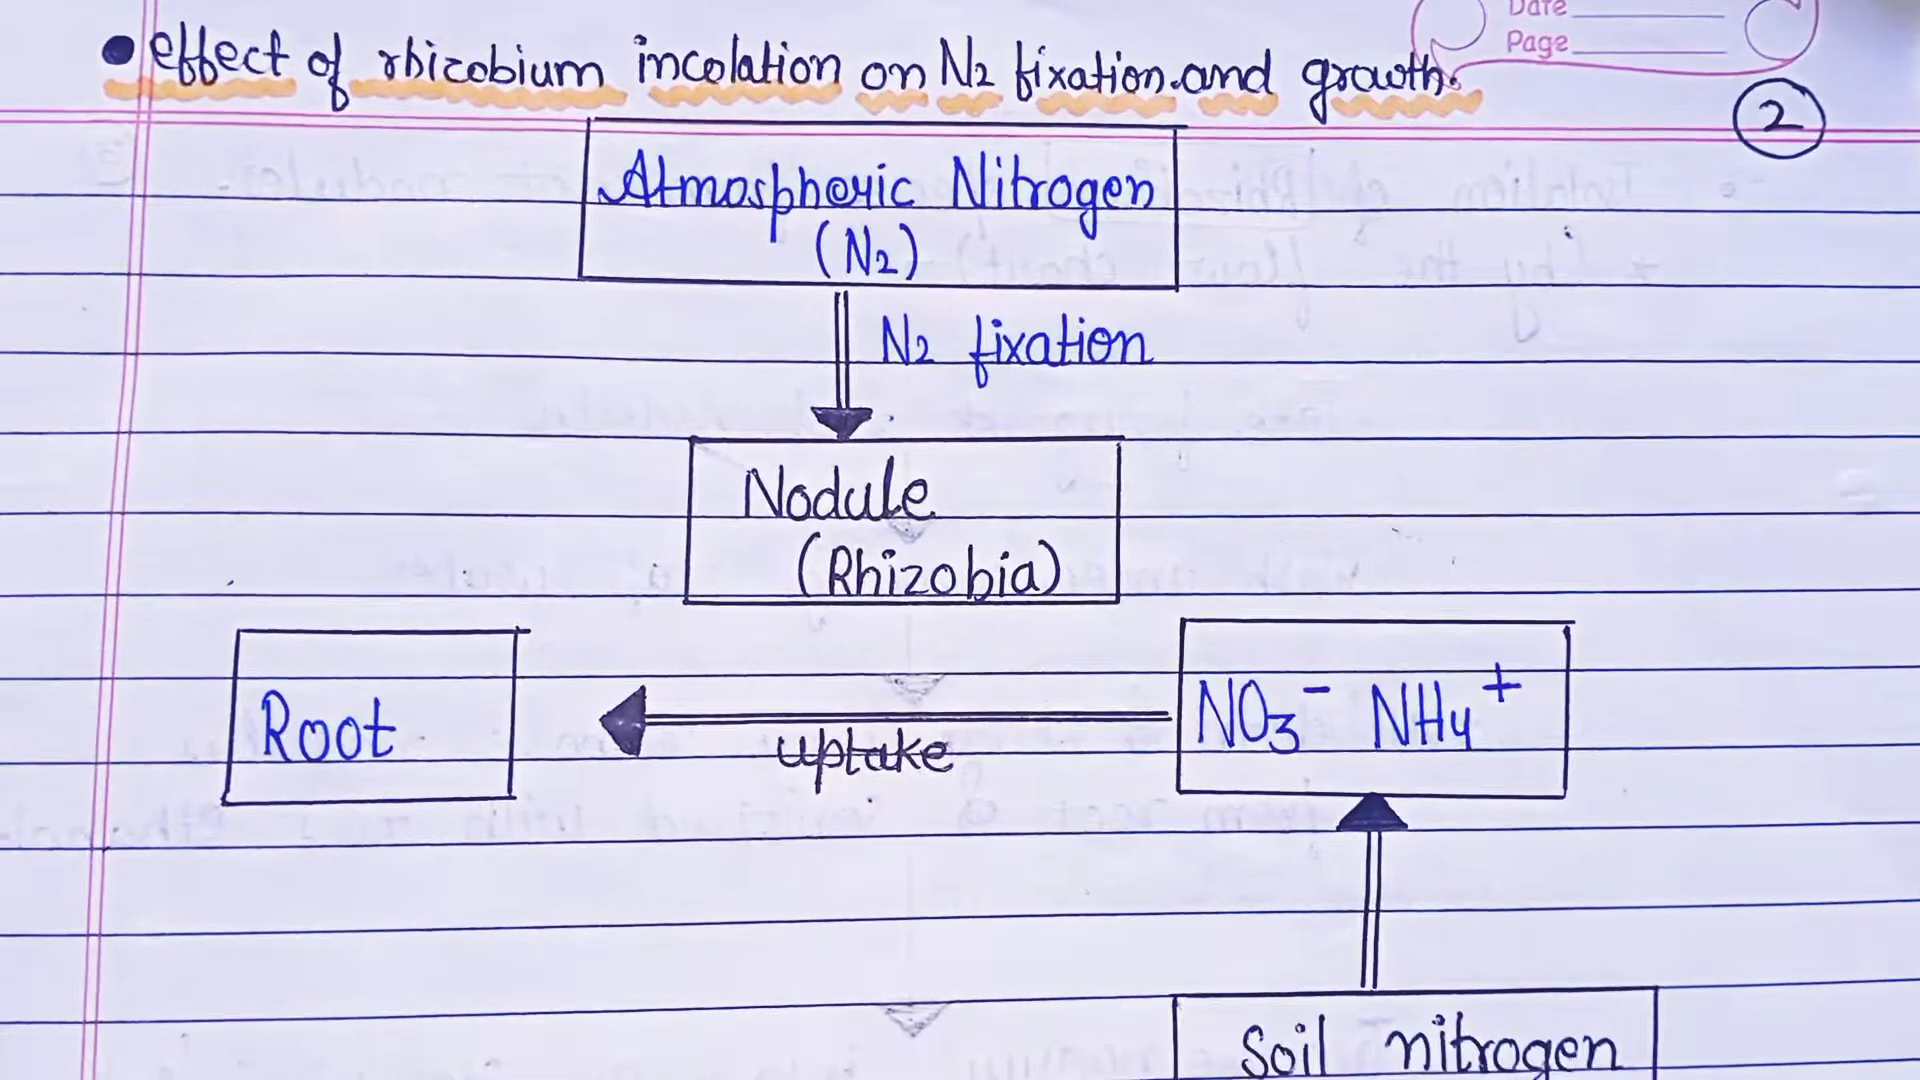 Date
Page
• effect of rhizobium incolation on N2 fixation.and growth.
2
Atmospheric Nitrogen
(N2)
N2 fixation
Nodule
(Rhizobia)
Root
uptake
NO3⁻ NH4⁺
Soil nitrogen